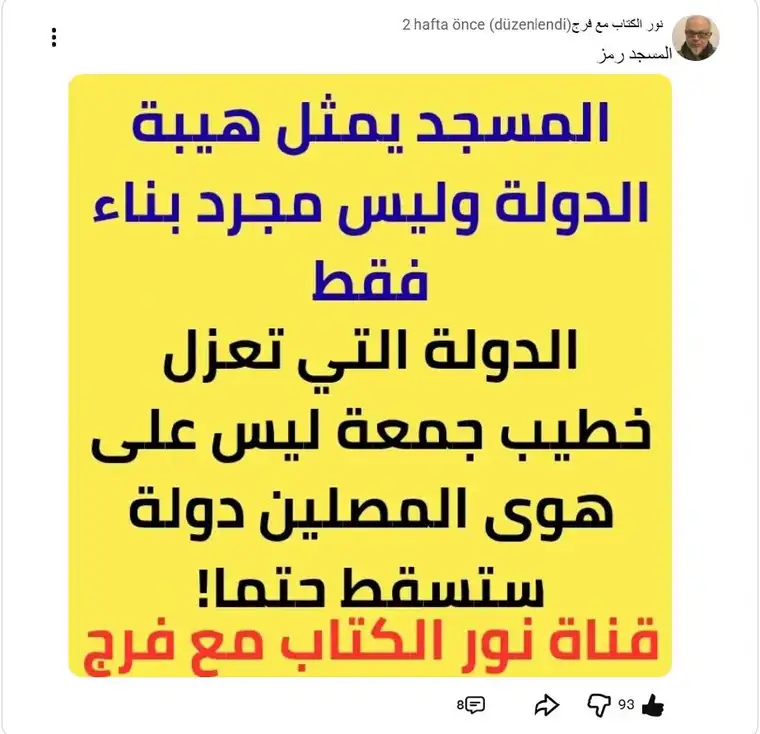 نور الكتاب مع فرج 2 hafta önce (düzenlendi)
المسجد رمز
المسجد يمثل هيبة
الدولة وليس مجرد بناء
فقط
الدولة التي تعزل
خطيب جمعة ليس على
هوى المصلين دولة
ستسقط حتما!
قناة نور الكتاب مع فرج
93 8